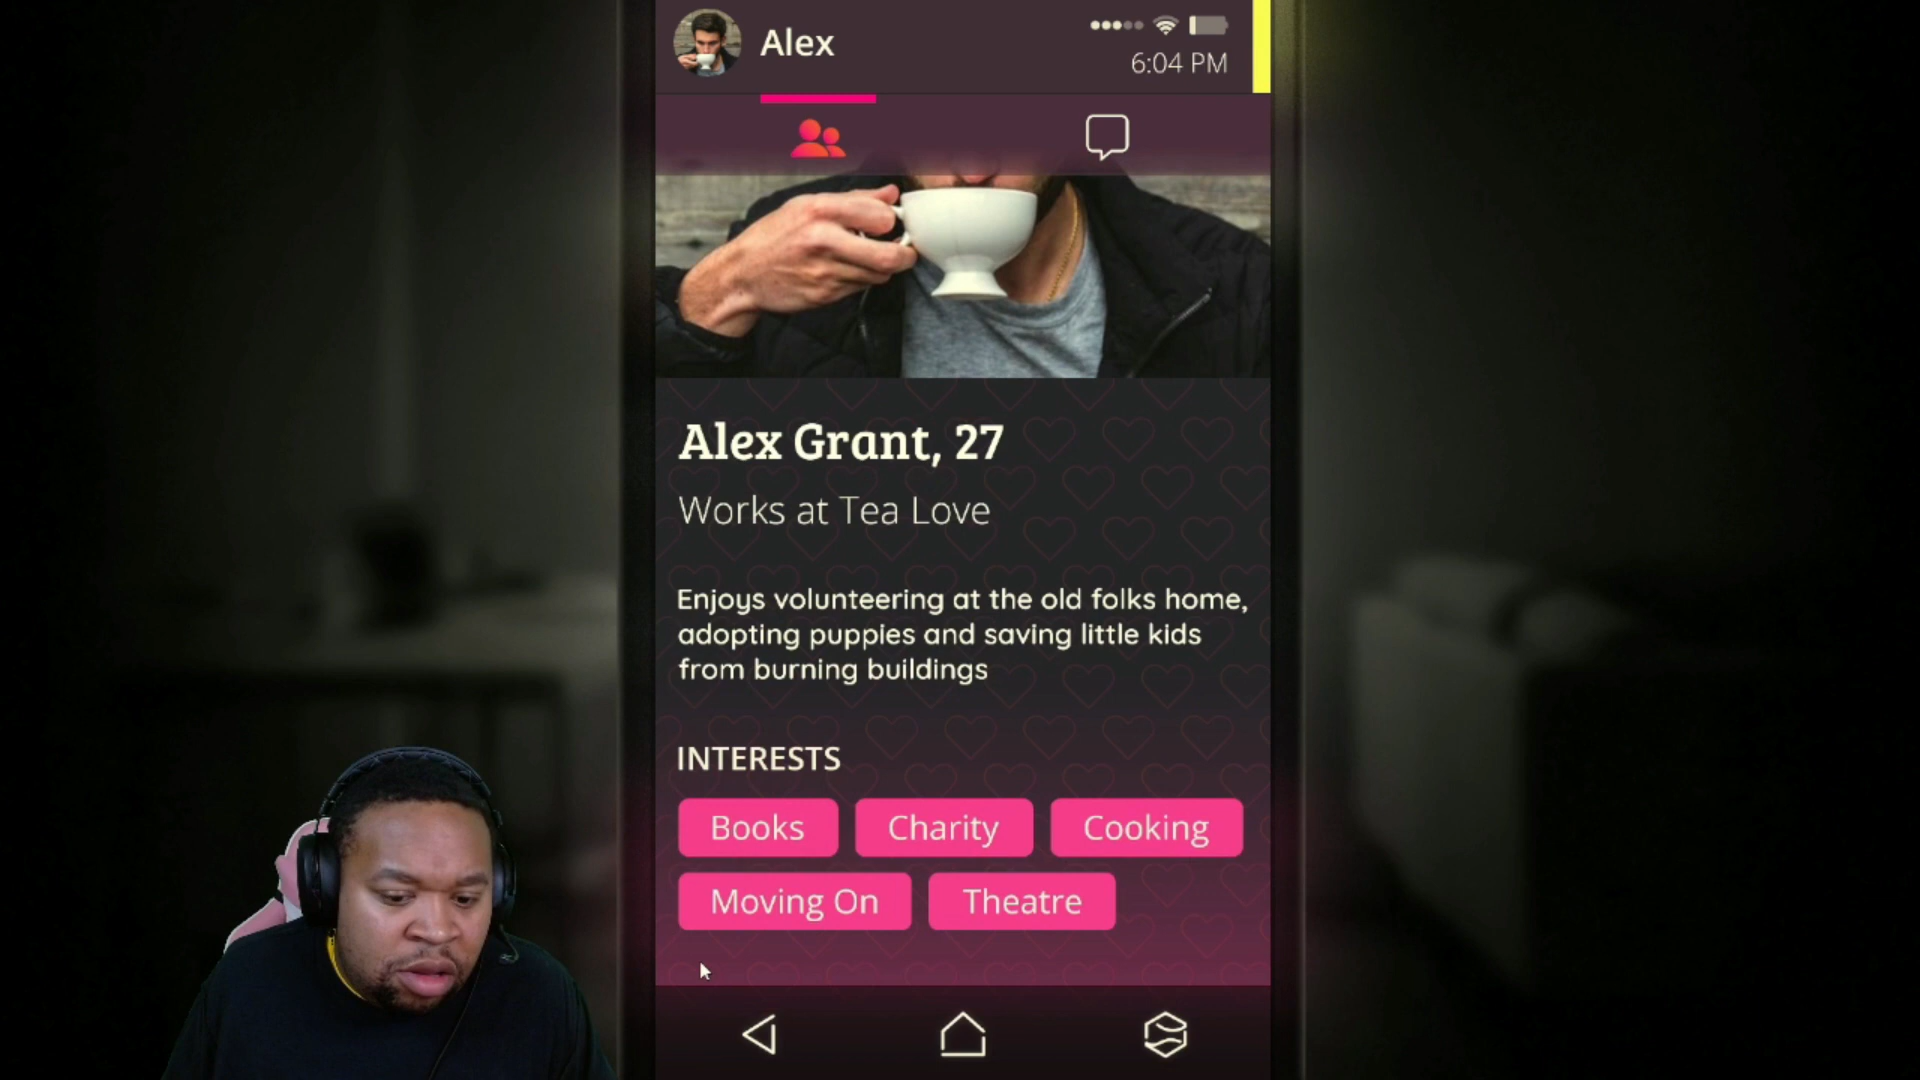 Alex
6:04 PM
Alex Grant, 27
Works at Tea Love
Enjoys volunteering at the old folks home,
adopting puppies and saving little kids
from burning buildings
INTERESTS
Books Charity Cooking
Moving On Theatre